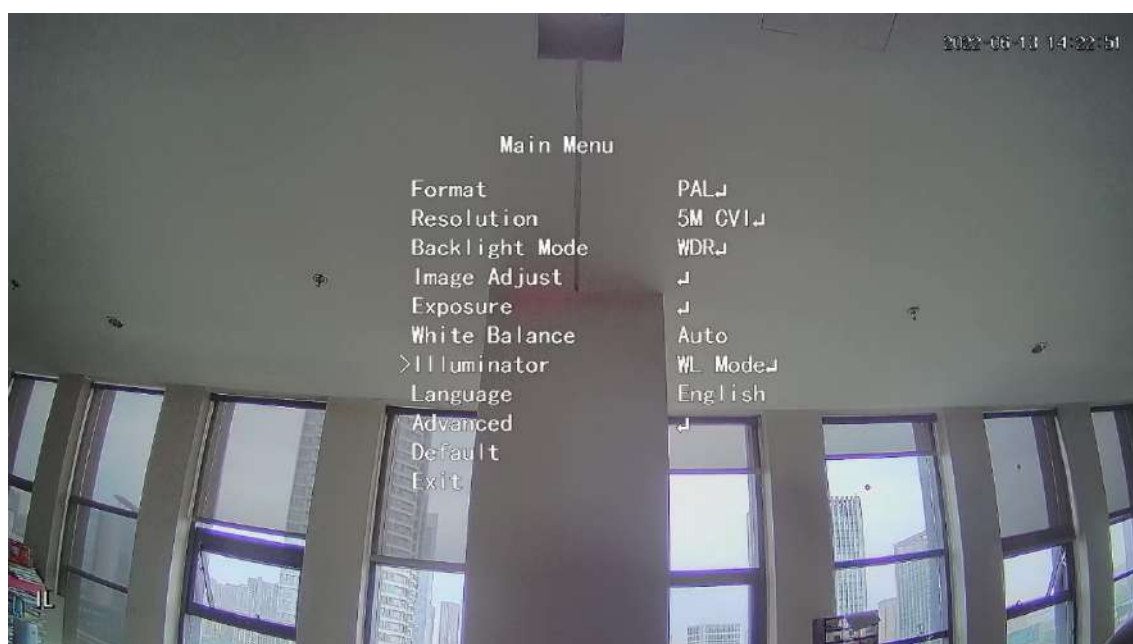 2022-06-13 14:22:51
Main Menu
Format PAL↲
Resolution 5M CVI↲
Backlight Mode WDR↲
Image Adjust ↲
Exposure ↲
White Balance Auto
>Illuminator WL Mode↲
Language English
Advanced ↲
Default
Exit